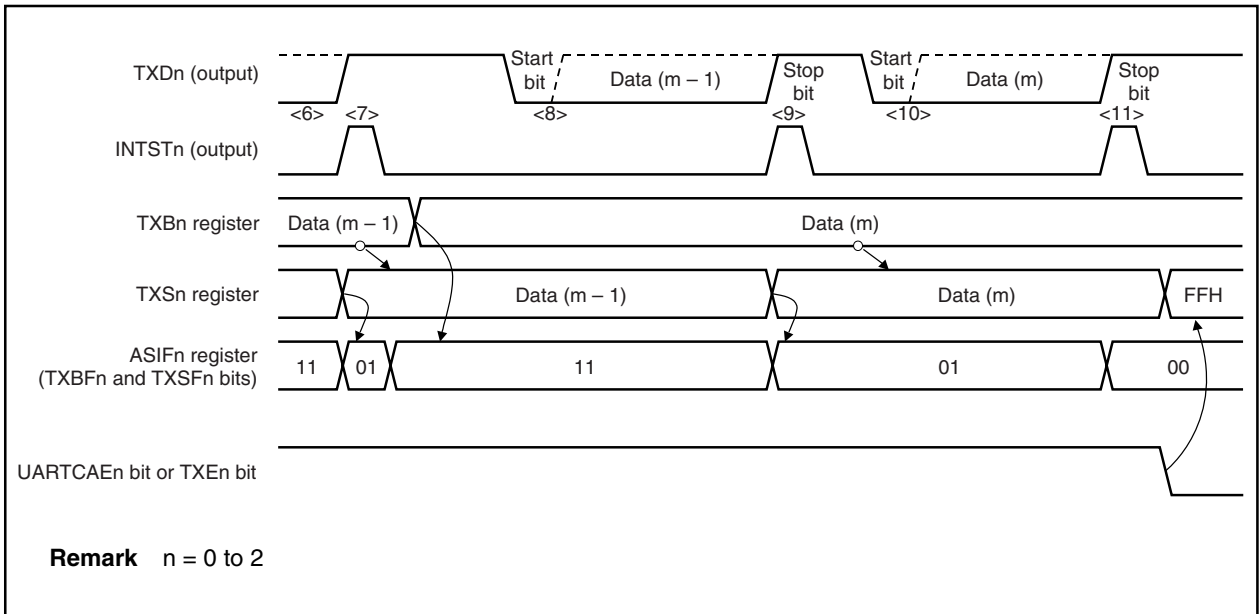 TXDn (output)
Start bit
Data (m – 1)
Stop bit
Start bit
Data (m)
Stop bit
<6> <7> <8> <9> <10> <11>
INTSTn (output)
TXBn register
Data (m – 1)
Data (m)
TXSn register
Data (m – 1)
Data (m)
FFH
ASIFn register
(TXBFn and TXSFn bits)
11 01 11 01 00
UARTCAEn bit or TXEn bit
Remark n = 0 to 2